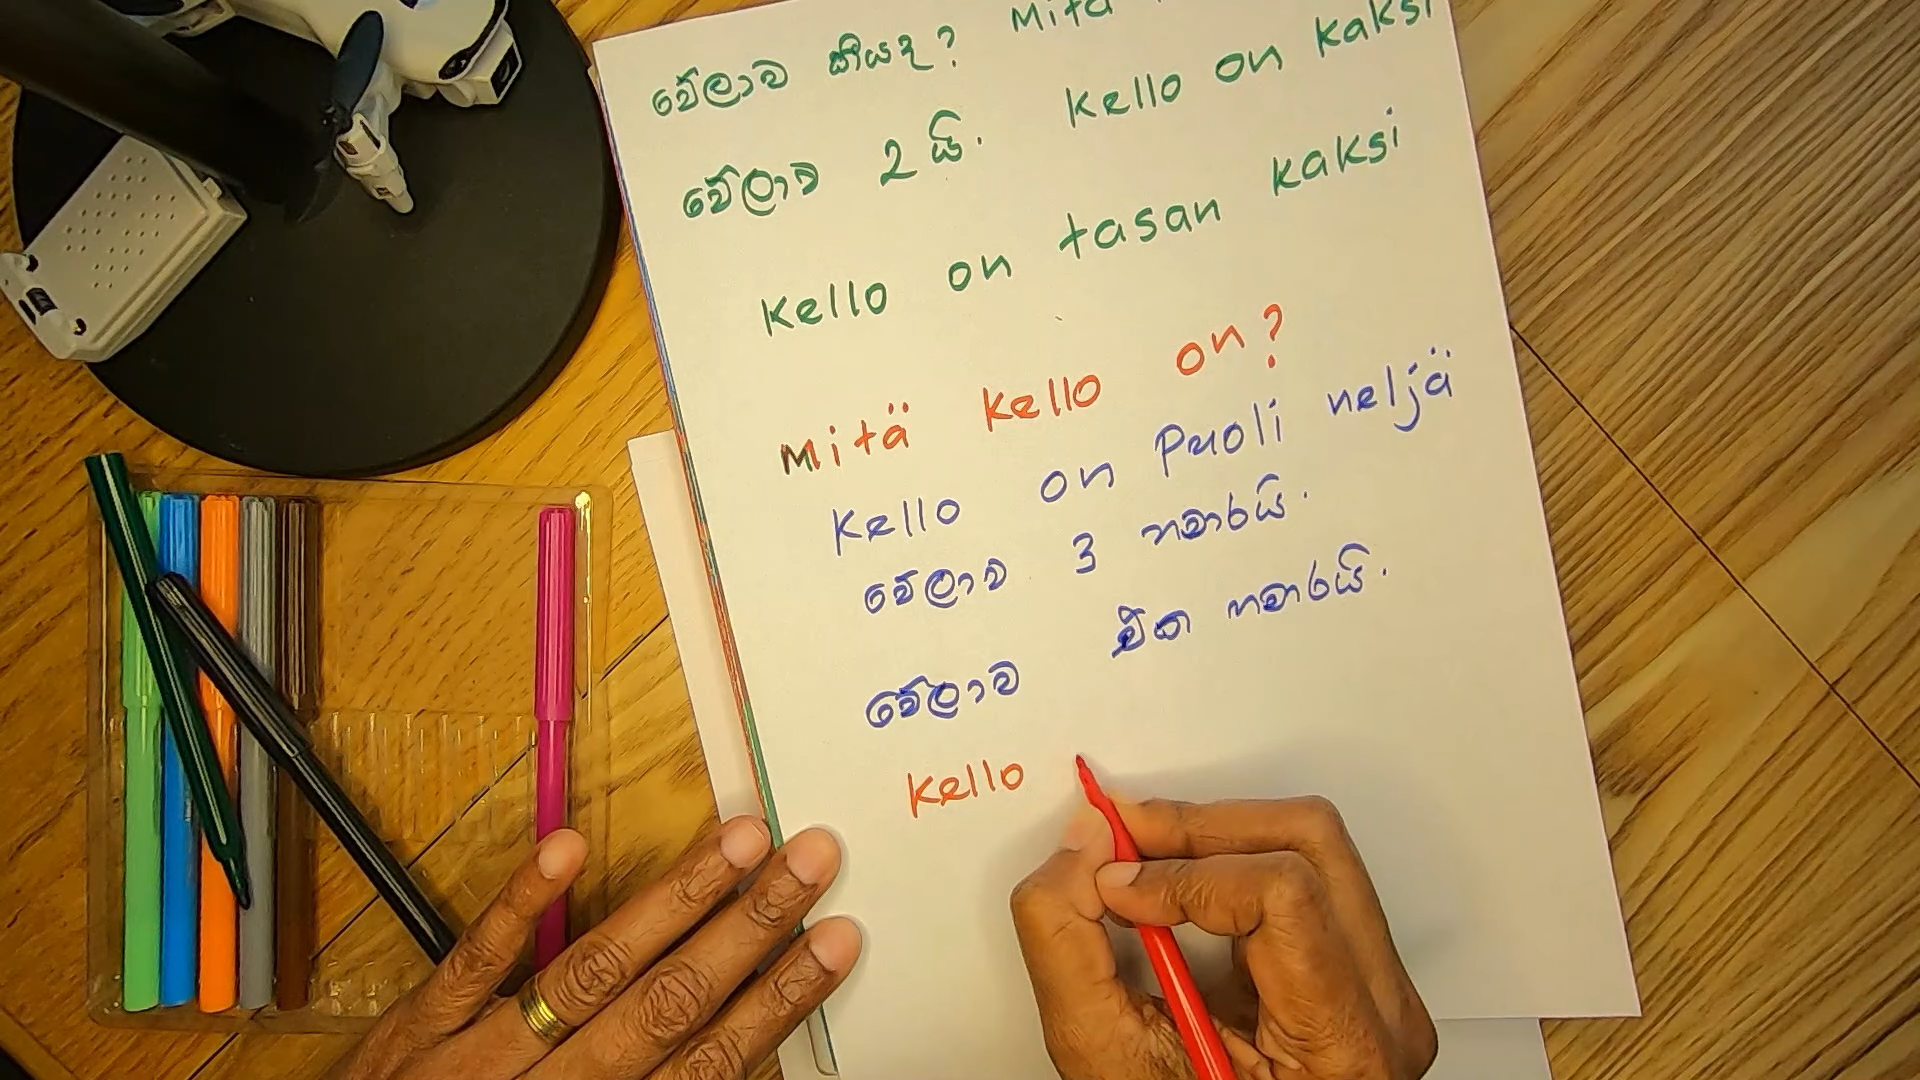 වේලාව කීයද? Mitä
වේලාව 2 යි. Kello on kaksi
Kello on tasan kaksi
Mitä Kello on?
Kello on Puoli neljä
වේලාව 3 හමාරයි.
වේලාව එක හමාරයි.
Kello